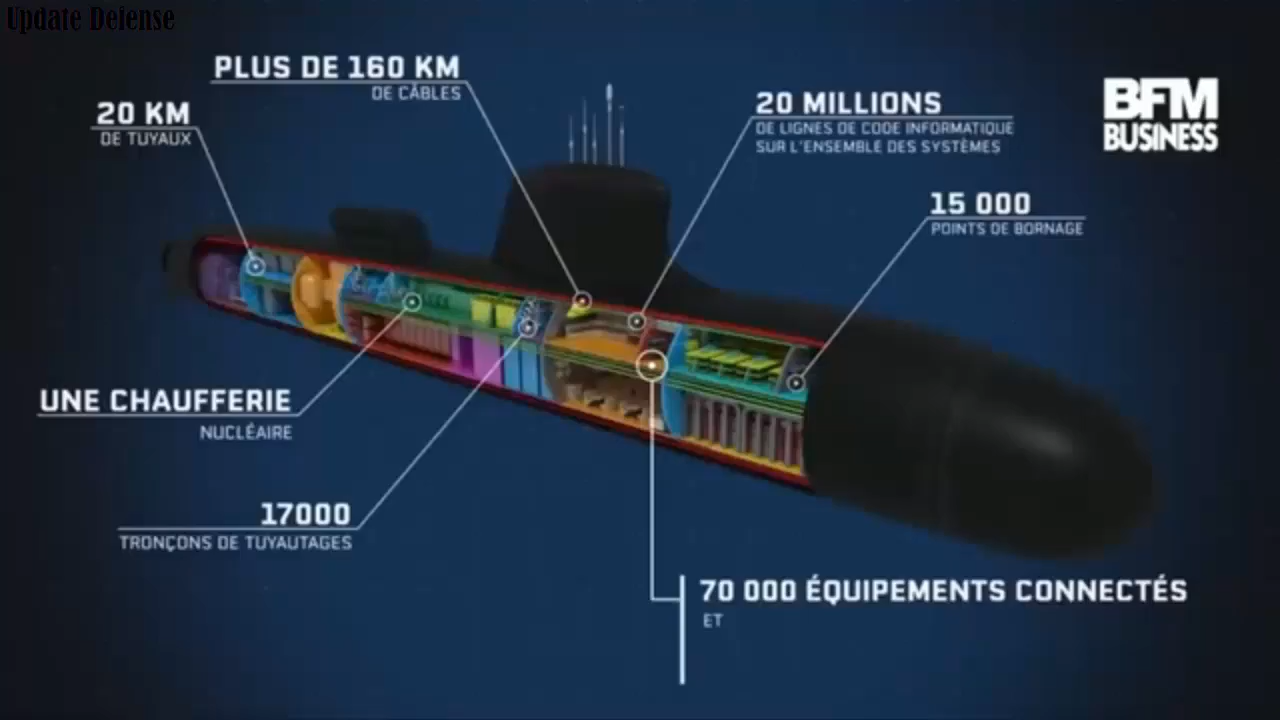 Update Defense
PLUS DE 160 KM
DE CÂBLES
20 KM
DE TUYAUX
20 MILLIONS
DE LIGNES DE CODE INFORMATIQUE
SUR L'ENSEMBLE DES SYSTÈMES
BFM
BUSINESS
15 000
POINTS DE BORNAGE
UNE CHAUFFERIE
NUCLÉAIRE
17000
TRONÇONS DE TUYAUTAGES
70 000 ÉQUIPEMENTS CONNECTÉS
ET